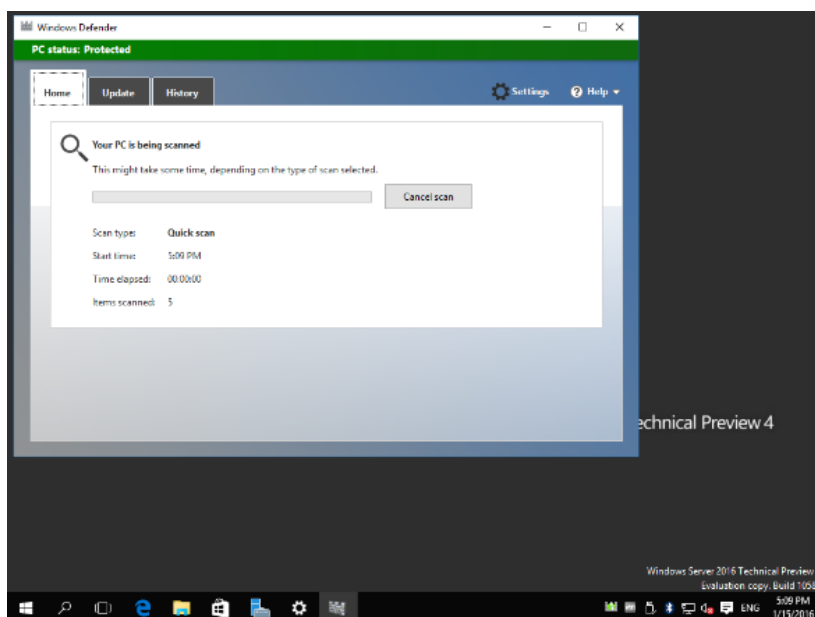 Windows Defender
PC status: Protected
Home
Update
History
Settings
Help
Your PC is being scanned
This might take some time, depending on the type of scan selected.
Cancel scan
Scan type: Quick scan
Start time: 5:09 PM
Time elapsed: 00:00:00
Items scanned: 5
echnical Preview 4
Windows Server 2016 Technical Preview
Evaluation copy. Build 1058
ENG
5:09 PM
1/15/2016